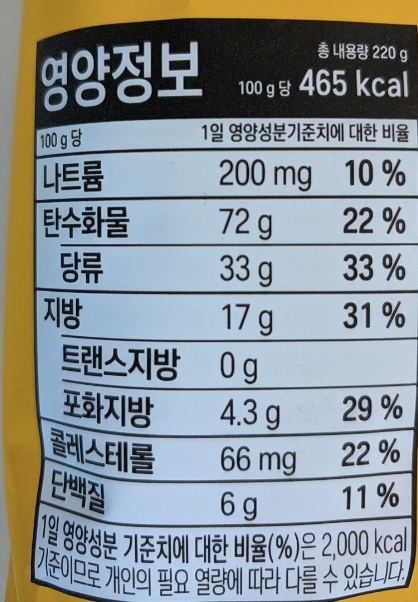 영양정보 총 내용량 220 g
100 g 당 465 kcal
100 g 당 1일 영양성분기준치에 대한 비율
나트륨 200 mg 10 %
탄수화물 72 g 22 %
당류 33 g 33 %
지방 17 g 31 %
트랜스지방 0 g
포화지방 4.3 g 29 %
콜레스테롤 66 mg 22 %
단백질 6 g 11 %
1일 영양성분 기준치에 대한 비율(%)은 2,000 kcal
기준이므로 개인의 필요 열량에 따라 다를 수 있습니다.